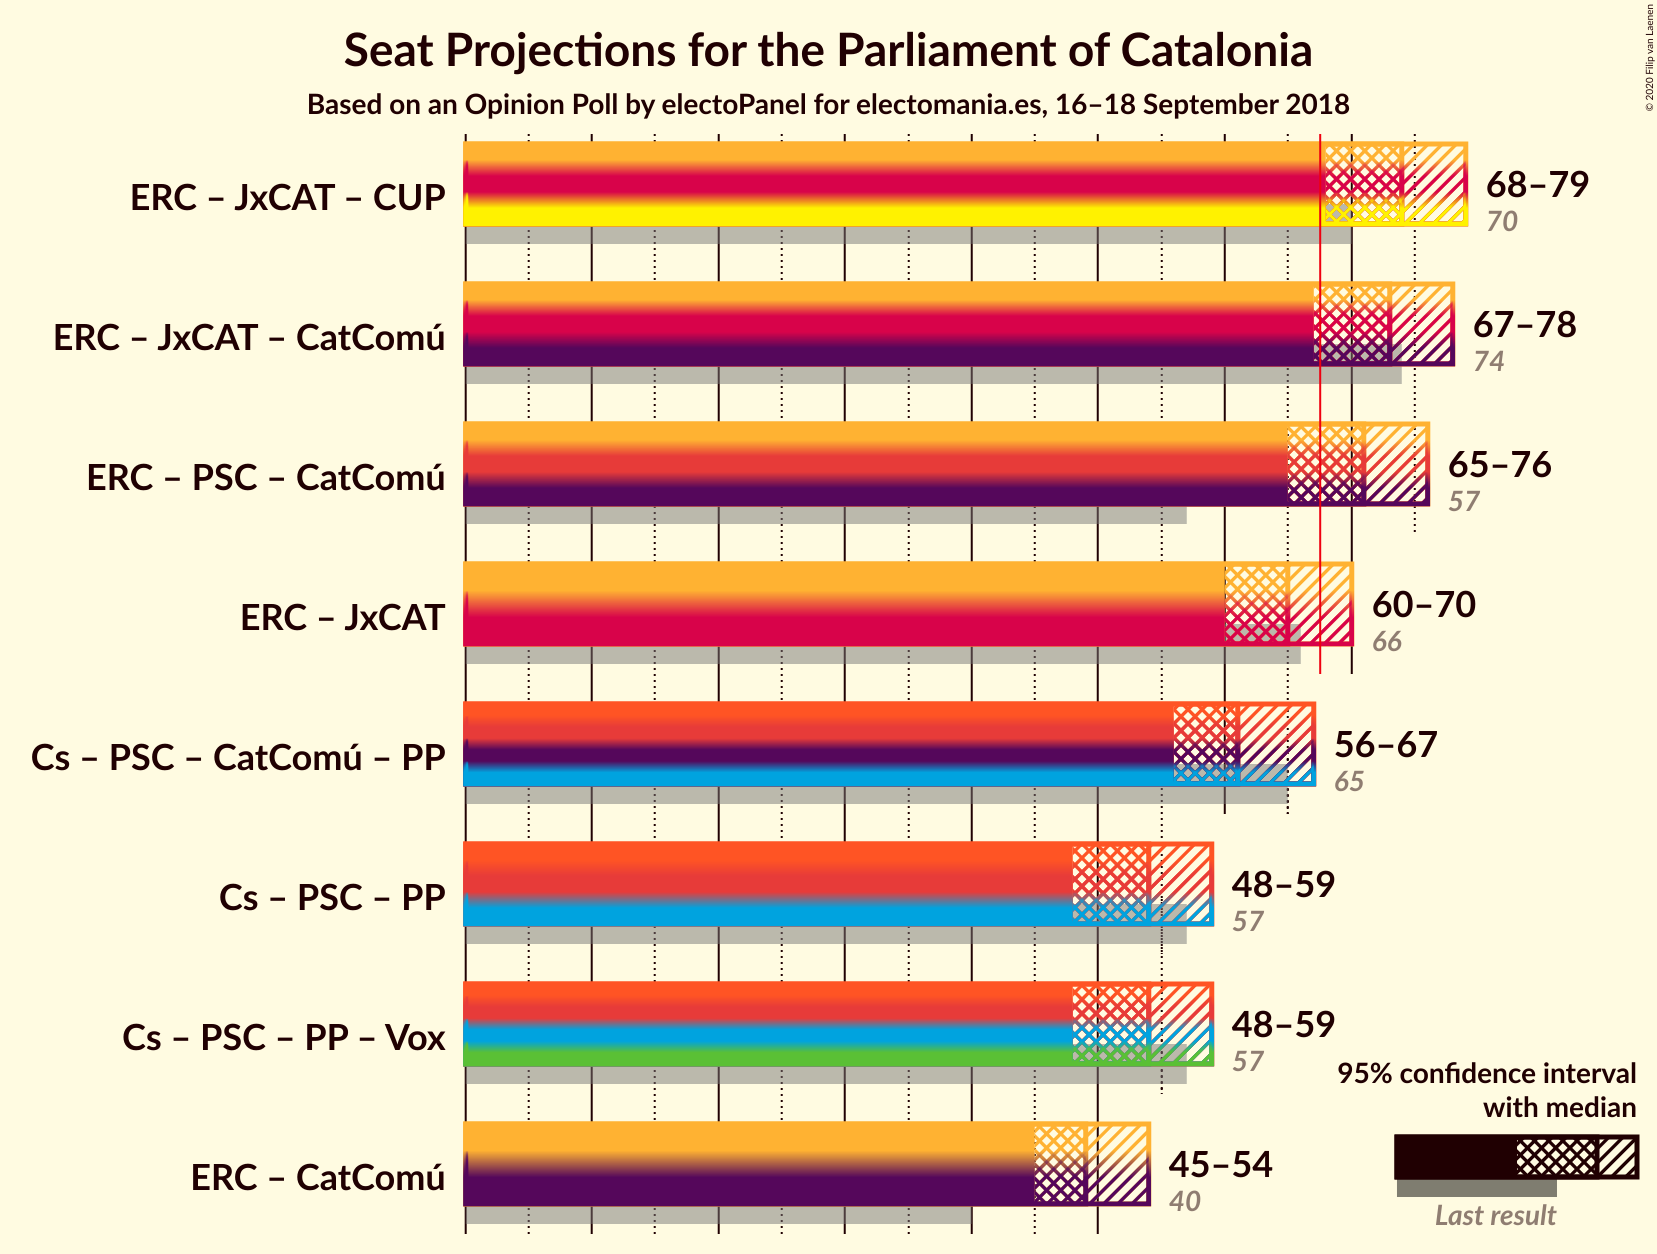 Seat Projections for the Parliament of Catalonia
Based on an Opinion Poll by electoPanel for electomania.es, 16–18 September 2018
© 2020 Filip van Laenen
ERC – JxCAT – CUP
68–79
70
ERC – JxCAT – CatComú
67–78
74
ERC – PSC – CatComú
65–76
57
ERC – JxCAT
60–70
66
Cs – PSC – CatComú – PP
56–67
65
Cs – PSC – PP
48–59
57
Cs – PSC – PP – Vox
48–59
57
ERC – CatComú
45–54
40
95% confidence interval
with median
Last result